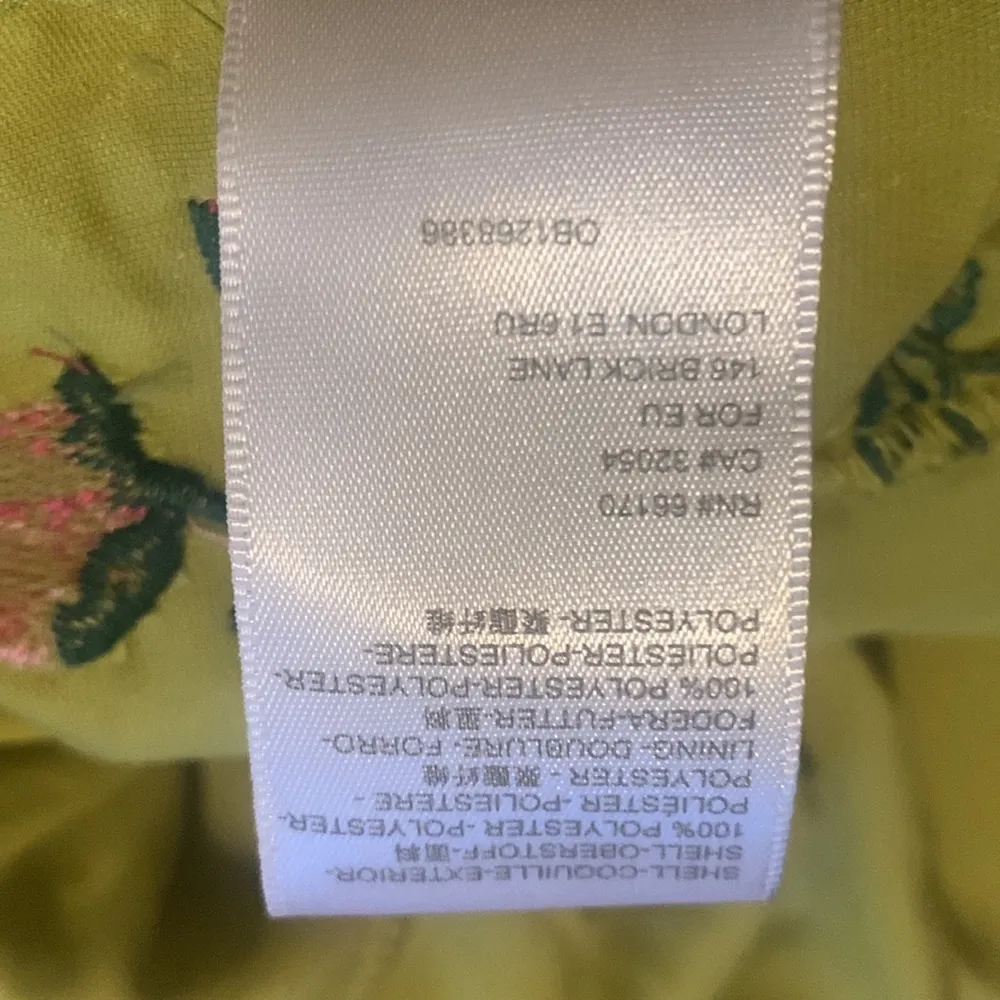 SHELL-COQUILLE-EXTERIOR-
SHELL-OBERSTOFF-面料
100% POLYESTER -POLYESTER-
POLIÉSTER -POLIESTERE -
POLYESTER - 聚酯纤维
LINING- DOUBLURE- FORRO-
FODERA-FUTTER-里料
100% POLYESTER-POLYESTER-
POLIÉSTER-POLIESTERE-
POLYESTER- 聚酯纤维
RN# 66170
CA# 32054
FOR EU
146 BRICK LANE
LONDON, E1 6RU
OB1268386